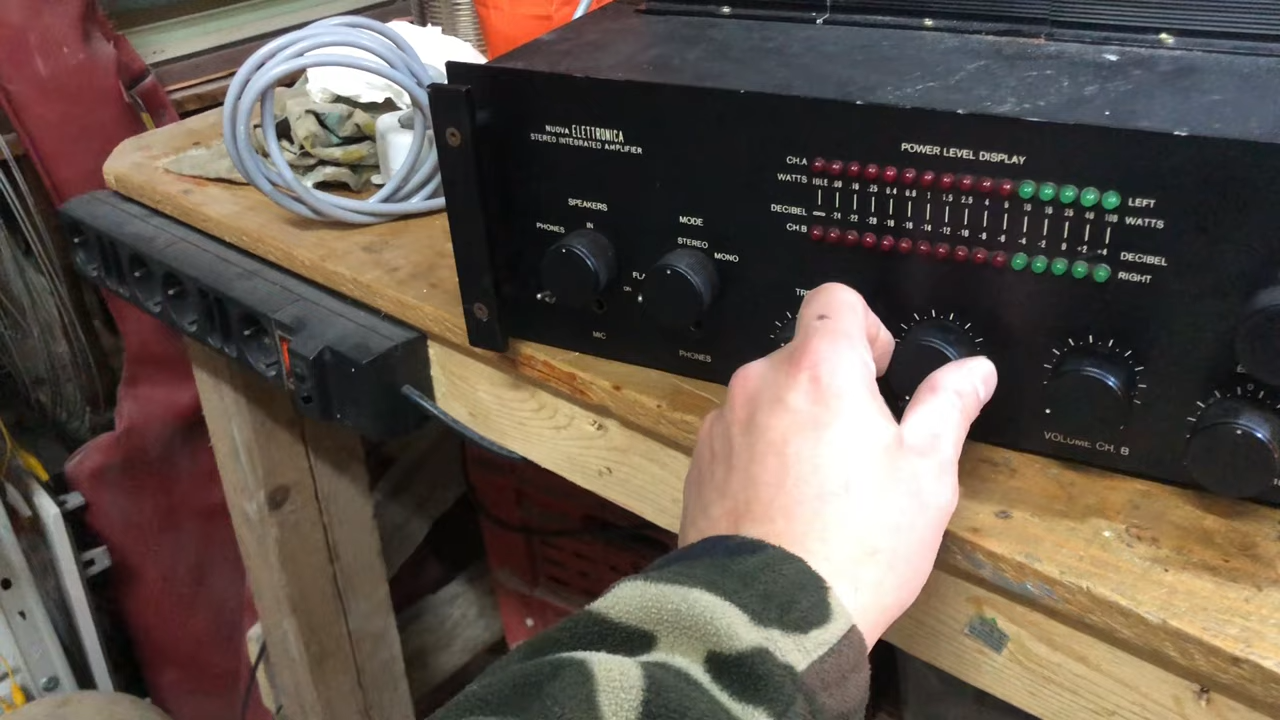 NUOVA ELETTRONICA
STEREO INTEGRATED AMPLIFIER
POWER LEVEL DISPLAY
CH.A
LEFT
WATTS IDLE .09 .16 .25 0.4 0.6 1 1.5 2.5 4 6 10 16 25 40 100 WATTS
DECIBEL -24 -22 -20 -18 -16 -14 -12 -10 -8 -6 -4 -2 0 +2 +4 DECIBEL
CH.B
RIGHT
SPEAKERS
PHONES
IN
MIC
MODE
STEREO
MONO
PHONES
VOLUME CH. B